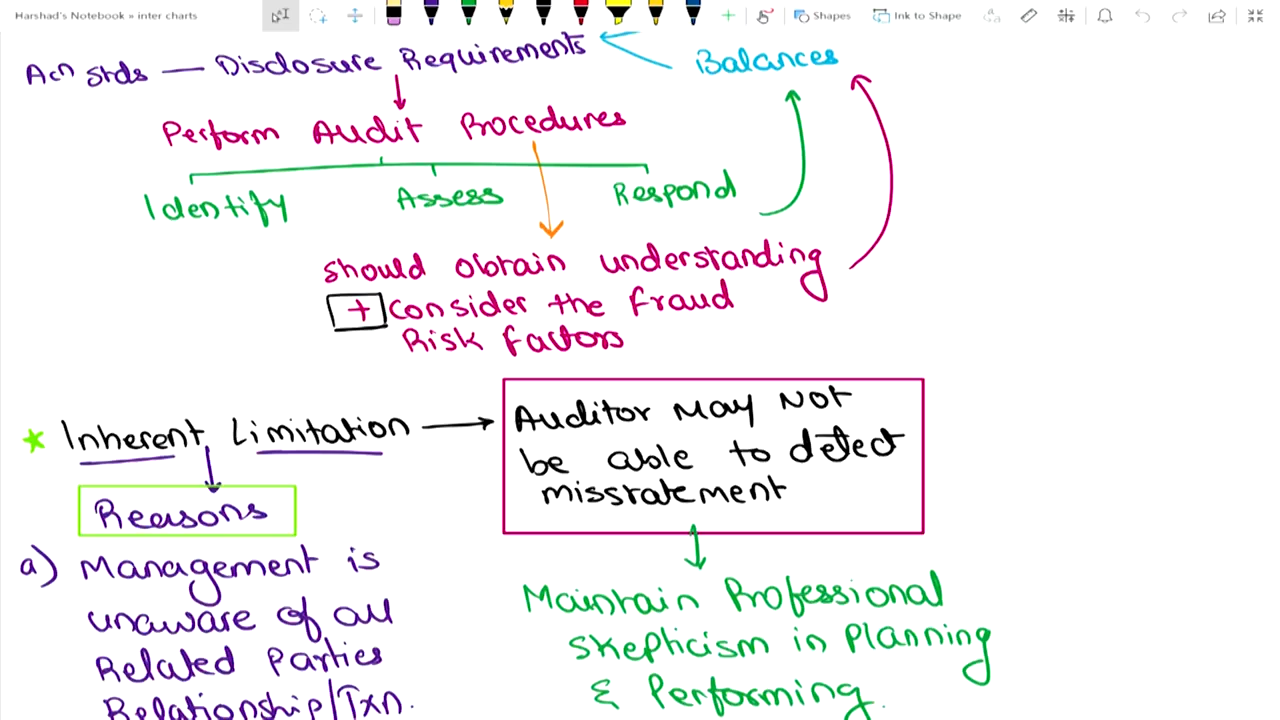 Harshad's Notebook » inter charts
Shapes
Ink to Shape
Acn Stds — Disclosure Requirements
Balances
Perform Audit Procedures
Identify
Assess
Respond
should obtain understanding
+ consider the fraud
Risk factors
Inherent Limitation
Auditor may not
be able to detect
misstatement
Reasons
a) Management is
unaware of all
Related Parties
Relationship/Txn.
Maintain Professional
skepticism in Planning
& Performing.